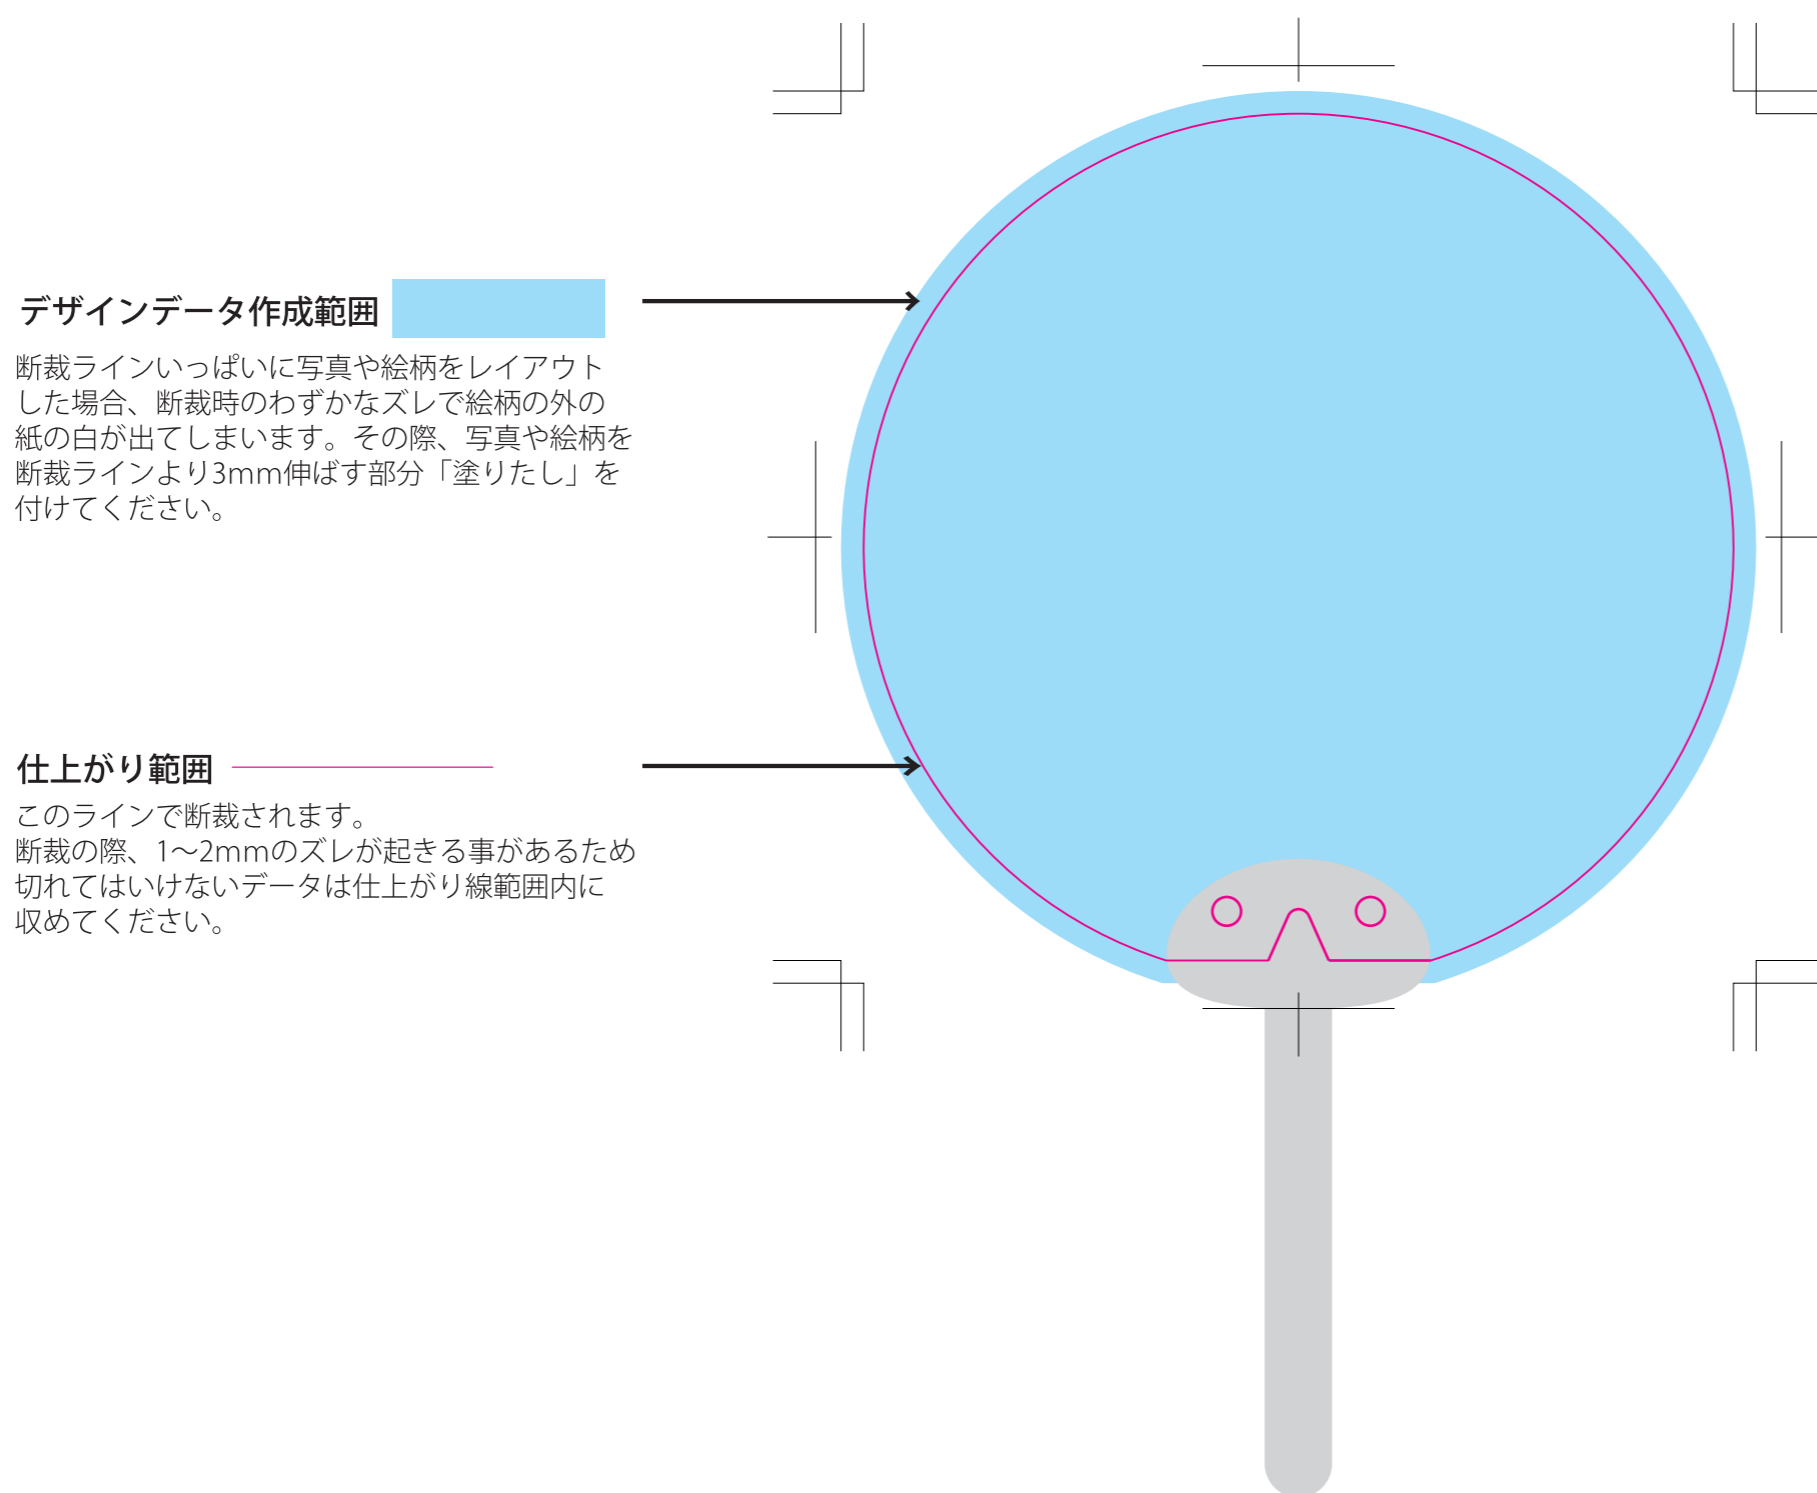 デザインデータ作成範囲
断裁ラインいっぱいに写真や絵柄をレイアウト
した場合、断裁時のわずかなズレで絵柄の外の
紙の白が出てしまいます。その際、写真や絵柄を
断裁ラインより3mm伸ばす部分「塗りたし」を
付けてください。
仕上がり範囲
このラインで断裁されます。
断裁の際、1〜2mmのズレが起きる事があるため
切れてはいけないデータは仕上がり線範囲内に
収めてください。